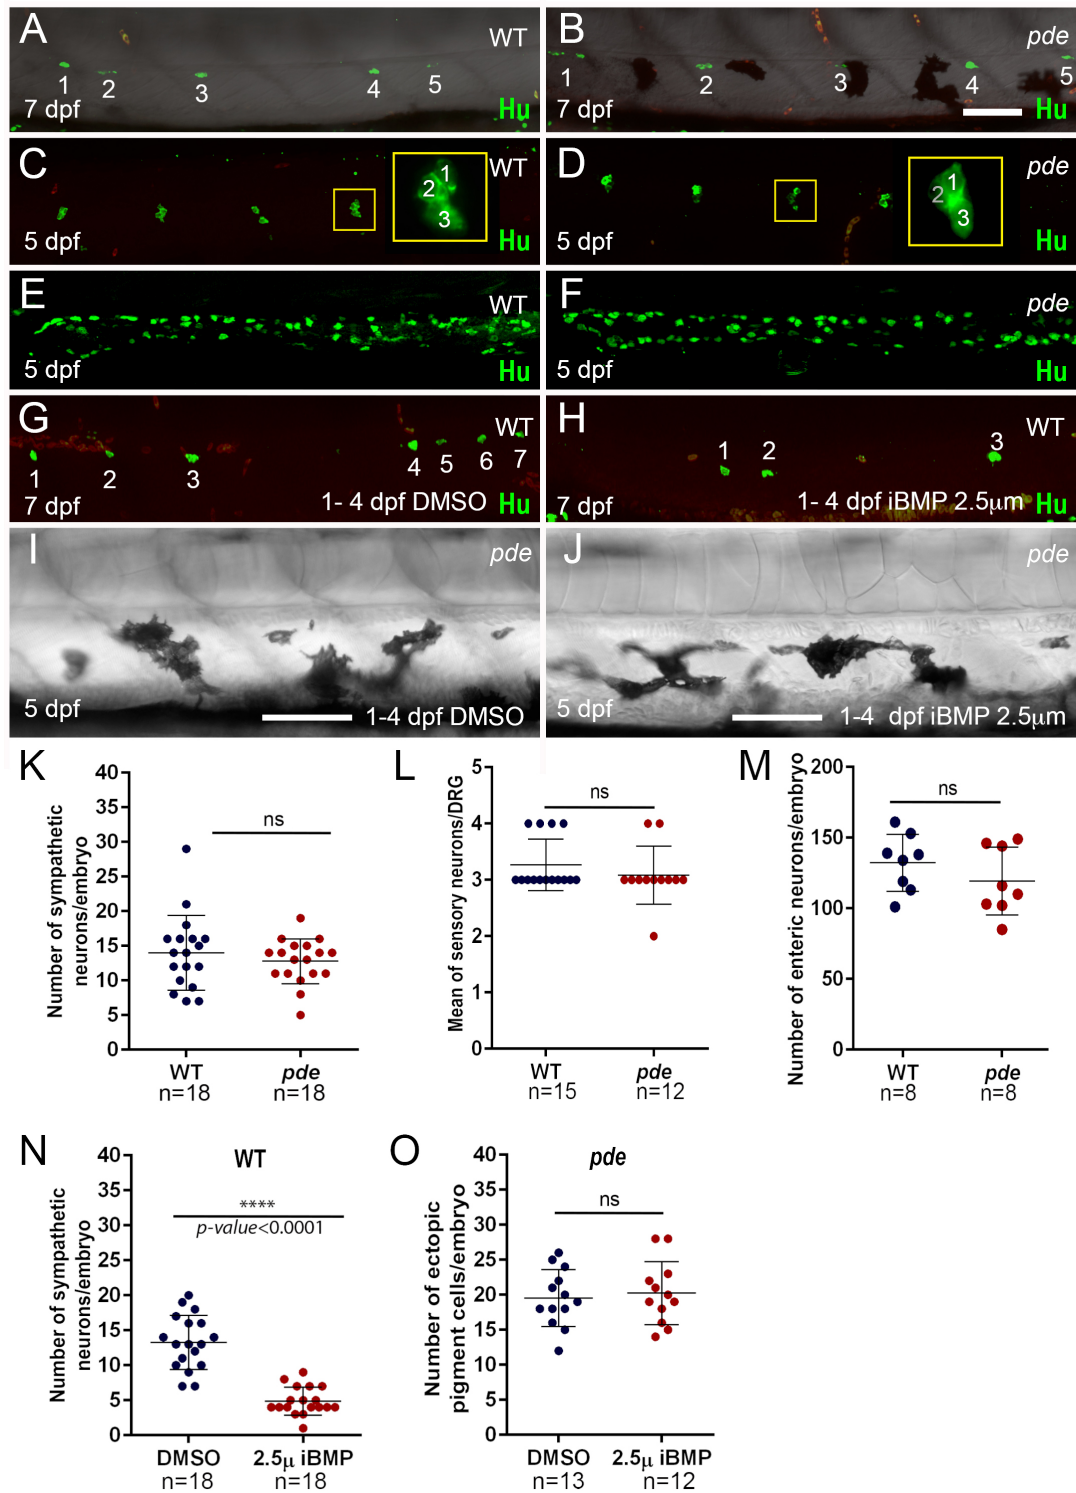 A WT
1 2 3 4 5
7 dpf Hu
B pde
1 2 3 4 5
7 dpf Hu
C WT
1
2
3
5 dpf Hu
D pde
1
2
3
5 dpf Hu
E WT
5 dpf Hu
F pde
5 dpf Hu
G WT
1 2 3 4 5 6 7
1- 4 dpf DMSO
7 dpf Hu
H WT
1 2 3
1- 4 dpf iBMP 2.5μm
7 dpf Hu
I pde
5 dpf 1-4 dpf DMSO
J pde
5 dpf 1-4 dpf iBMP 2.5μm
K
Number of sympathetic
neurons/embryo
40
35
30
25
20
15
10
5
0
ns
WT pde
n=18 n=18
L
Mean of sensory neurons/DRG
5
4
3
2
1
0
ns
WT pde
n=15 n=12
M
Number of enteric neurons/embryo
200
150
100
50
0
ns
WT pde
n=8 n=8
N WT
Number of sympathetic
neurons/embryo
40
35
30
25
20
15
10
5
0
****
p-value<0.0001
DMSO 2.5μ iBMP
n=18 n=18
O pde
Number of ectopic
pigment cells/embryo
40
35
30
25
20
15
10
5
0
ns
DMSO 2.5μ iBMP
n=13 n=12